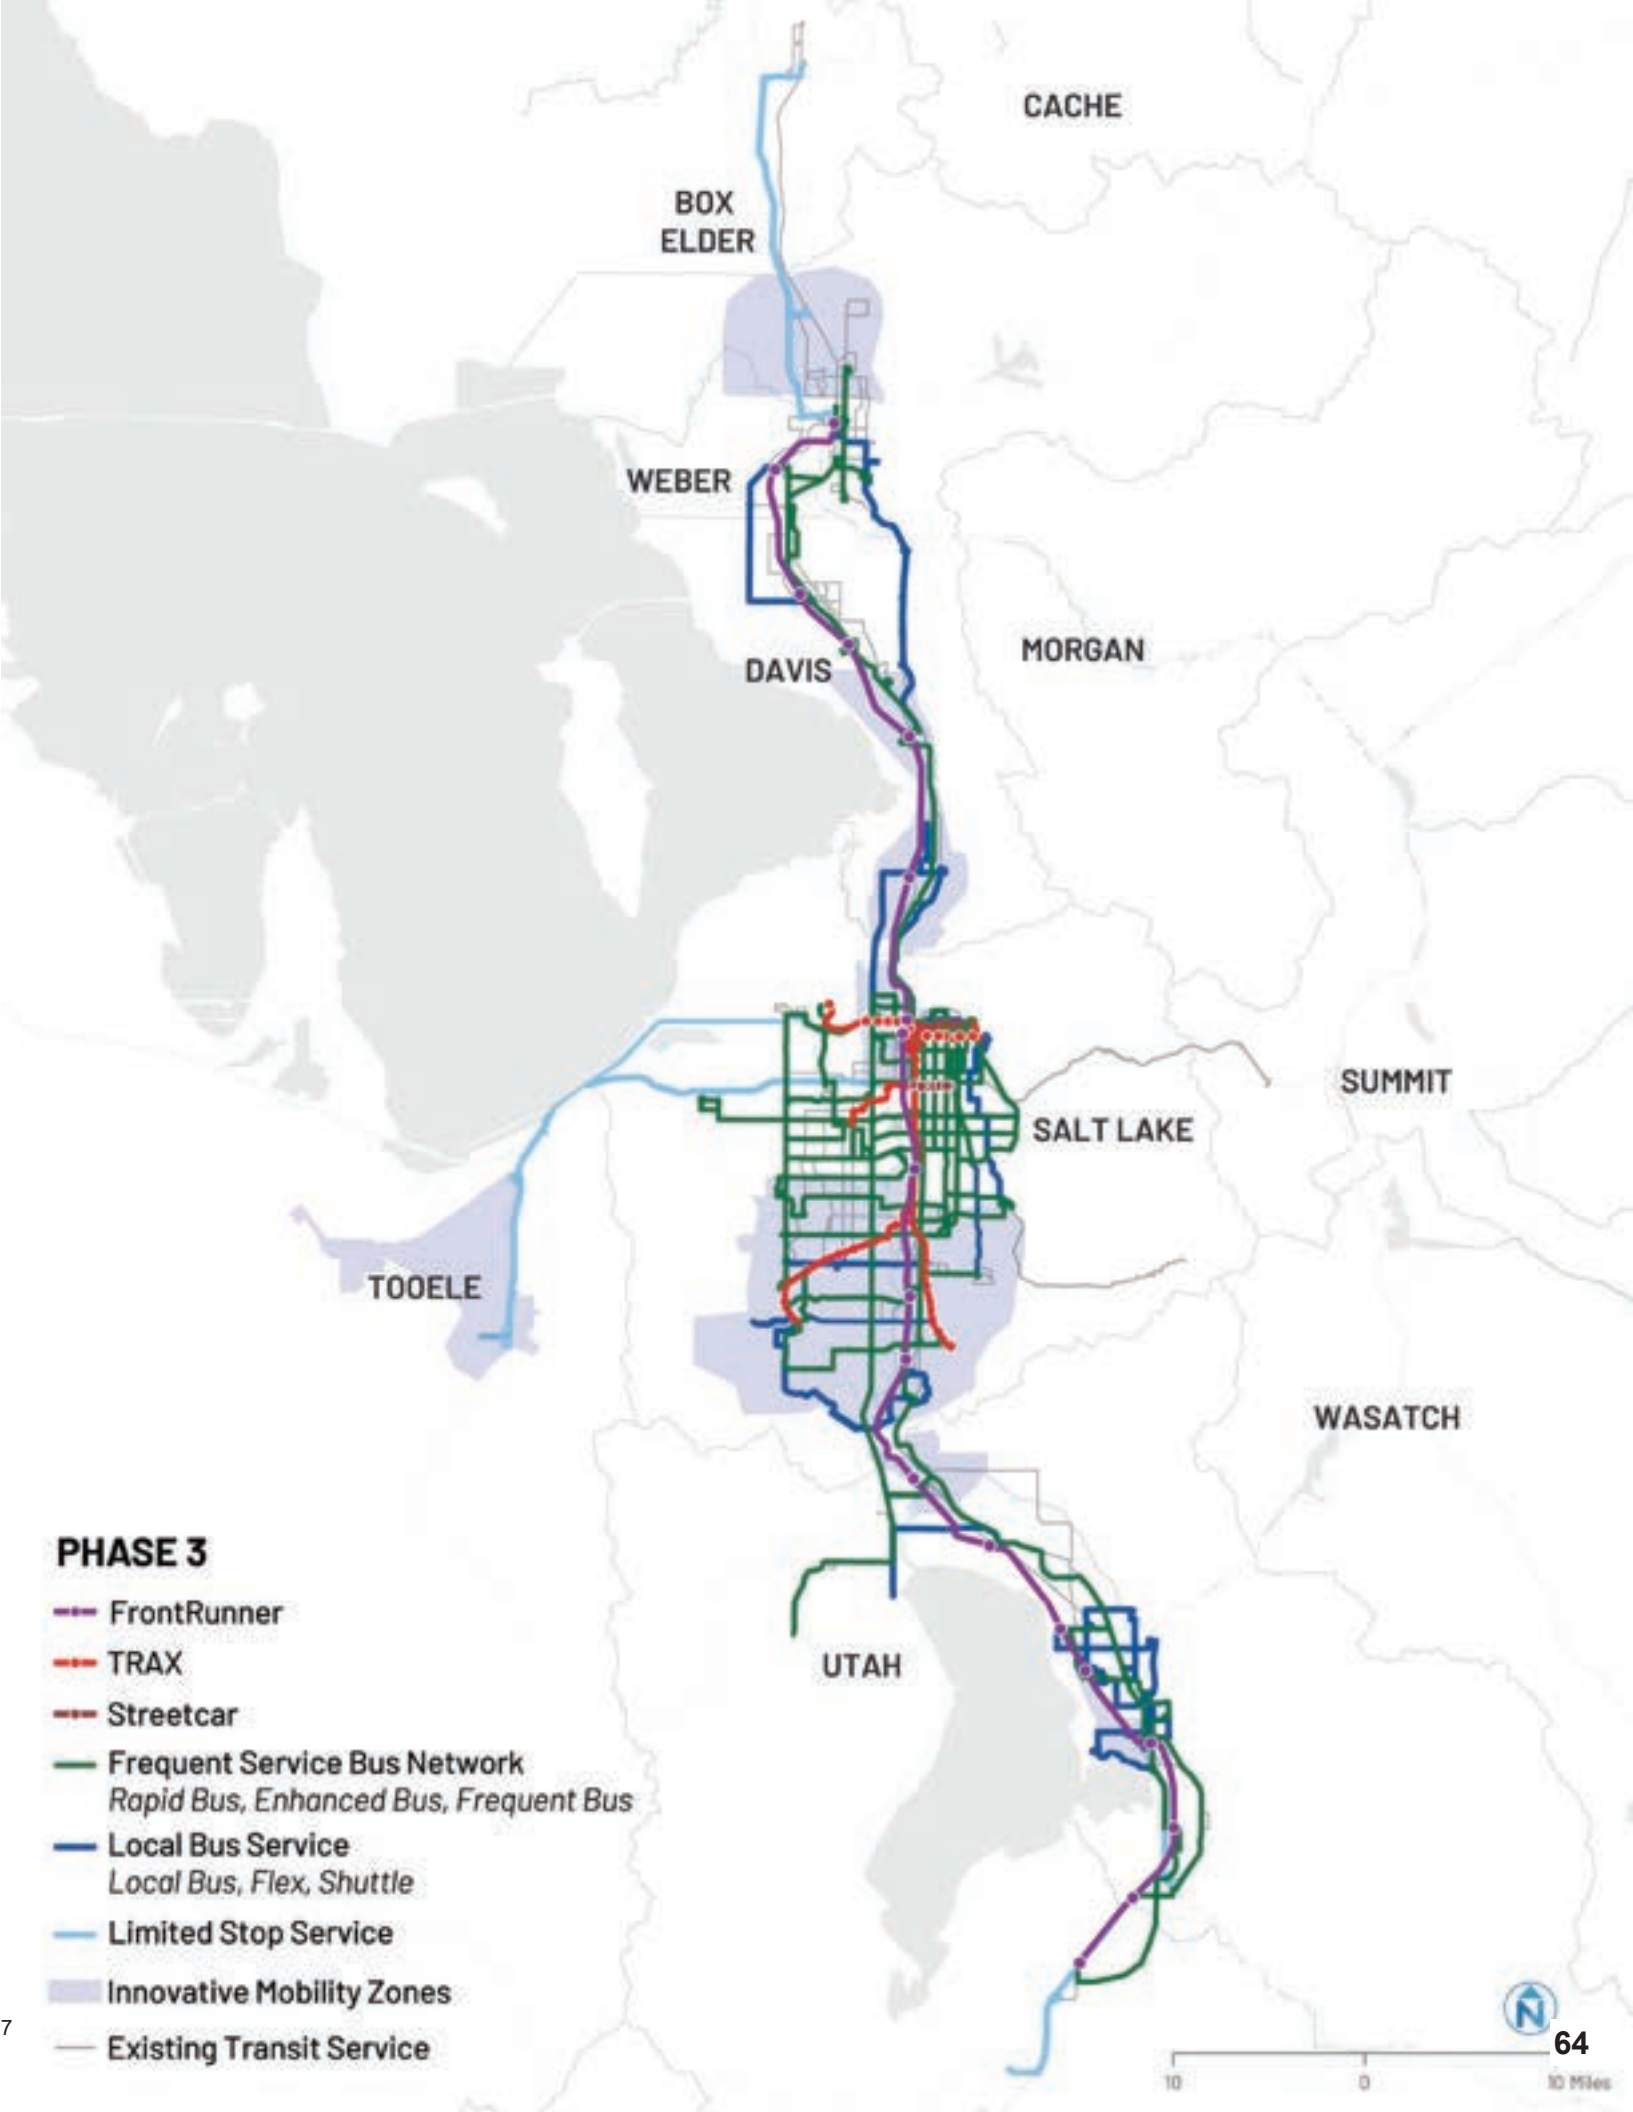 CACHE
BOX
ELDER
WEBER
MORGAN
DAVIS
SUMMIT
SALT LAKE
TOOELE
WASATCH
UTAH
PHASE 3
FrontRunner
TRAX
Streetcar
Frequent Service Bus Network
Rapid Bus, Enhanced Bus, Frequent Bus
Local Bus Service
Local Bus, Flex, Shuttle
Limited Stop Service
Innovative Mobility Zones
Existing Transit Service
7
N
64
10 0 10 Miles